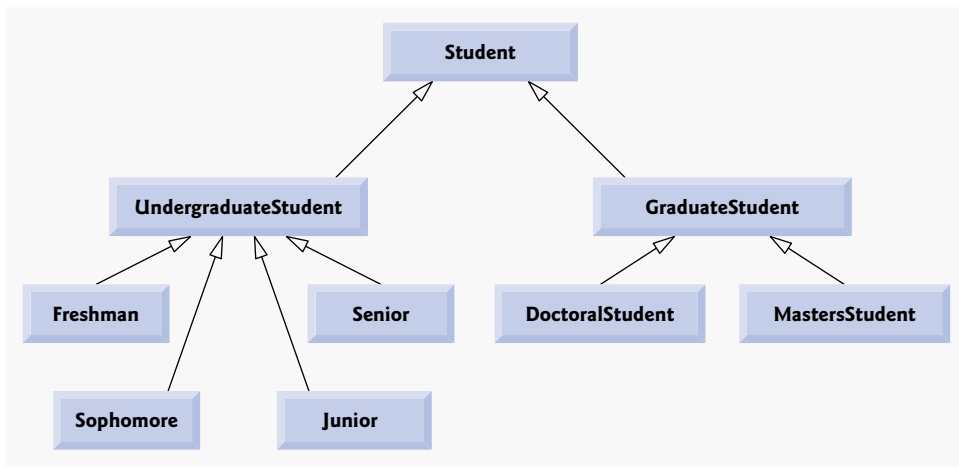 Student
UndergraduateStudent
GraduateStudent
Freshman
Senior
DoctoralStudent
MastersStudent
Sophomore
Junior